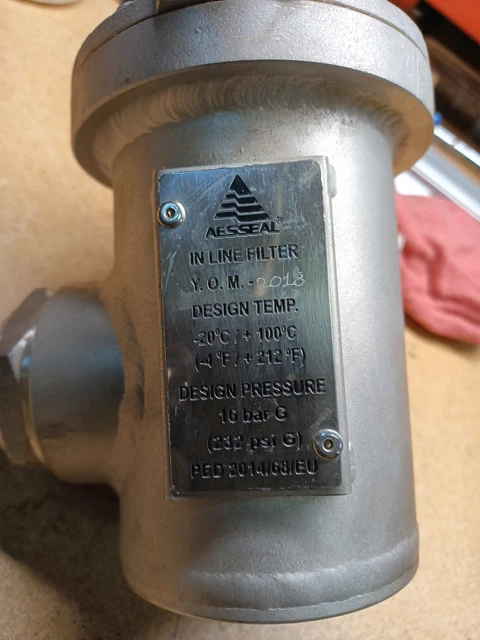 AESSEAL®
IN LINE FILTER
Y. O. M. - 2018
DESIGN TEMP.
-20°C / + 100°C
(-4 °F / + 212 °F)
DESIGN PRESSURE
16 bar G
(232 psi G)
PED 2014/68/EU